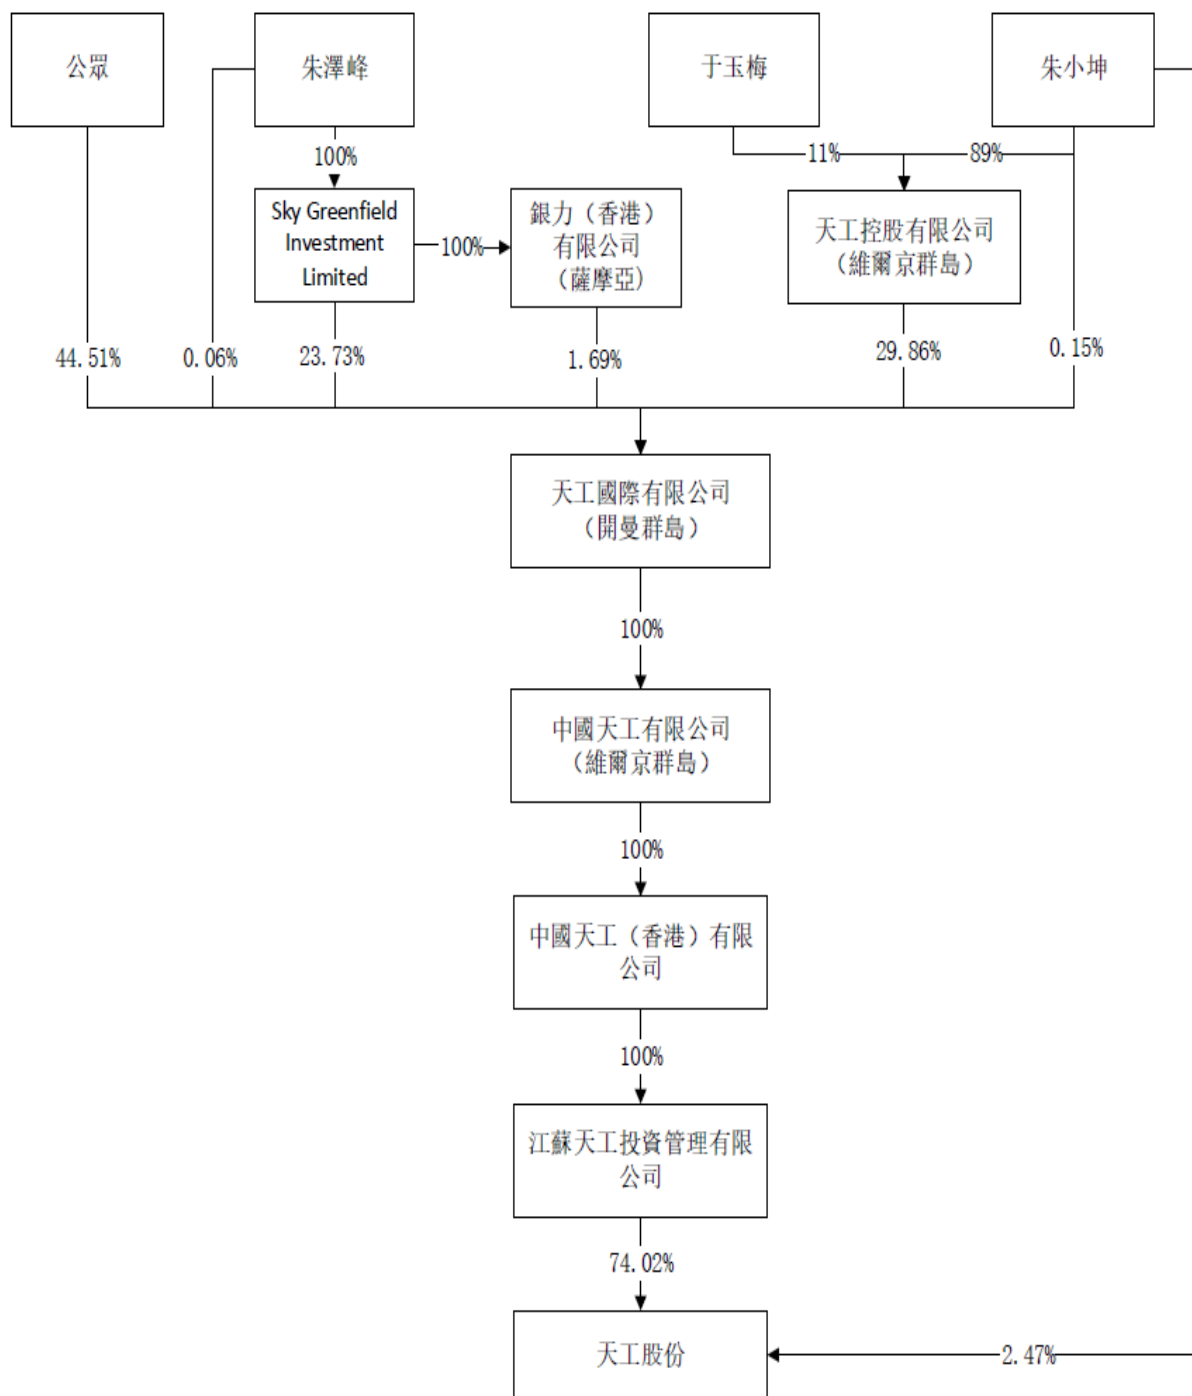 公眾
朱澤峰
于玉梅
朱小坤
100%
11%
89%
Sky Greenfield
Investment
Limited
100%
銀力（香港）
有限公司
（薩摩亞）
天工控股有限公司
（維爾京群島）
44.51%
0.06%
23.73%
1.69%
29.86%
0.15%
天工國際有限公司
（開曼群島）
100%
中國天工有限公司
（維爾京群島）
100%
中國天工（香港）有限
公司
100%
江蘇天工投資管理有限
公司
74.02%
天工股份
2.47%